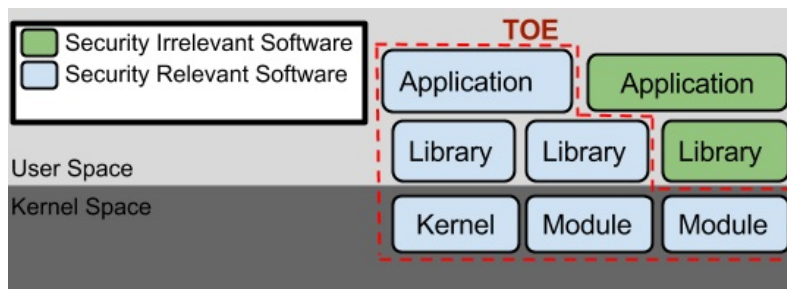 TOE
Security Irrelevant Software
Security Relevant Software
Application
Application
Library
Library
Library
User Space
Kernel Space
Kernel
Module
Module